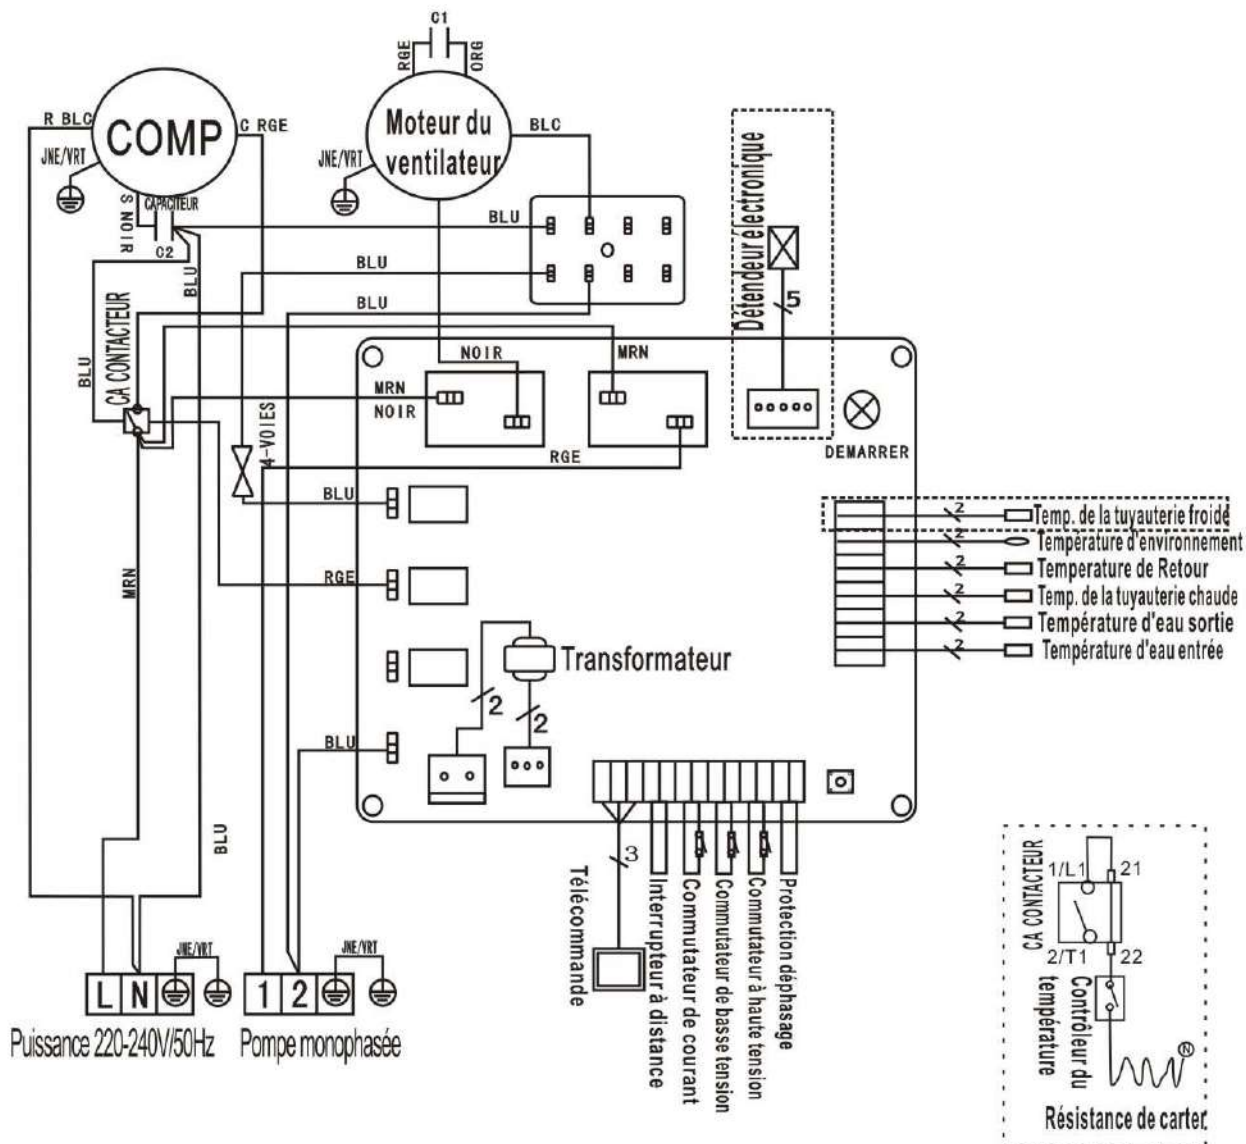 C1
RGE
ORG
R BLC
COMP
C RGE
JNE/VRT
S NOIR
CAPACITEUR
C2
BLU
Moteur du
ventilateur
JNE/VRT
BLC
BLU
BLU
BLU
Détendeur électronique
5
CA CONTACTEUR
BLU
NOIR
MRN
MRN
NOIR
RGE
DEMARRER
4-VOIES
BLU
RGE
MRN
BLU
BLU
Transformateur
2
2
2
Temp. de la tuyauterie froide
2
Température d'environnement
2
Temperature de Retour
2
Temp. de la tuyauterie chaude
2
Température d'eau sortie
2
Température d'eau entrée
3
Télécommande
Interrupteur à distance
Commutateur de courant
Commutateur de basse tension
Commutateur à haute tension
Protection déphasage
JNE/VRT
L N
Puissance 220-240V/50Hz
JNE/VRT
1 2
Pompe monophasée
CA CONTACTEUR
1/L1
21
2/T1
22
Contrôleur du
température
N
Résistance de carter